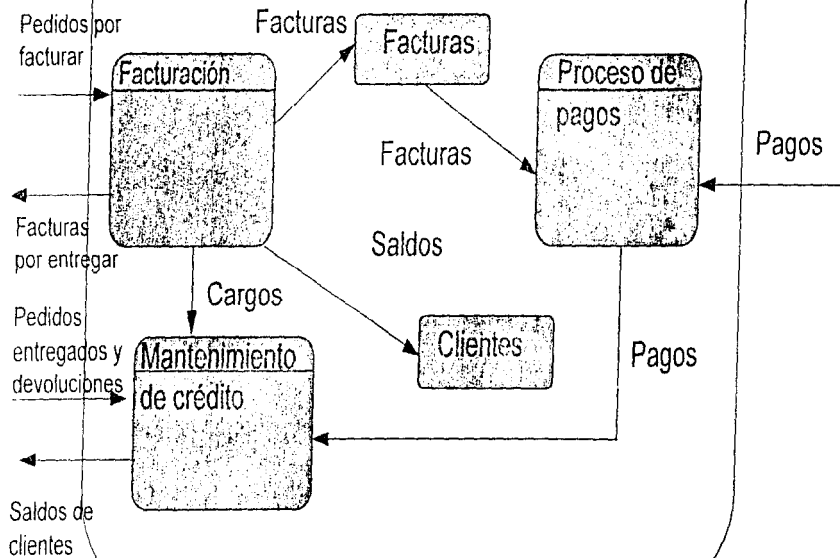 Pedidos por
facturar
Facturas
Facturas
Facturación
Proceso de
pagos
Pagos
Facturas
Facturas
por entregar
Saldos
Cargos
Pedidos
entregados y
devoluciones
Mantenimiento
de crédito
Clientes
Pagos
Saldos de
clientes